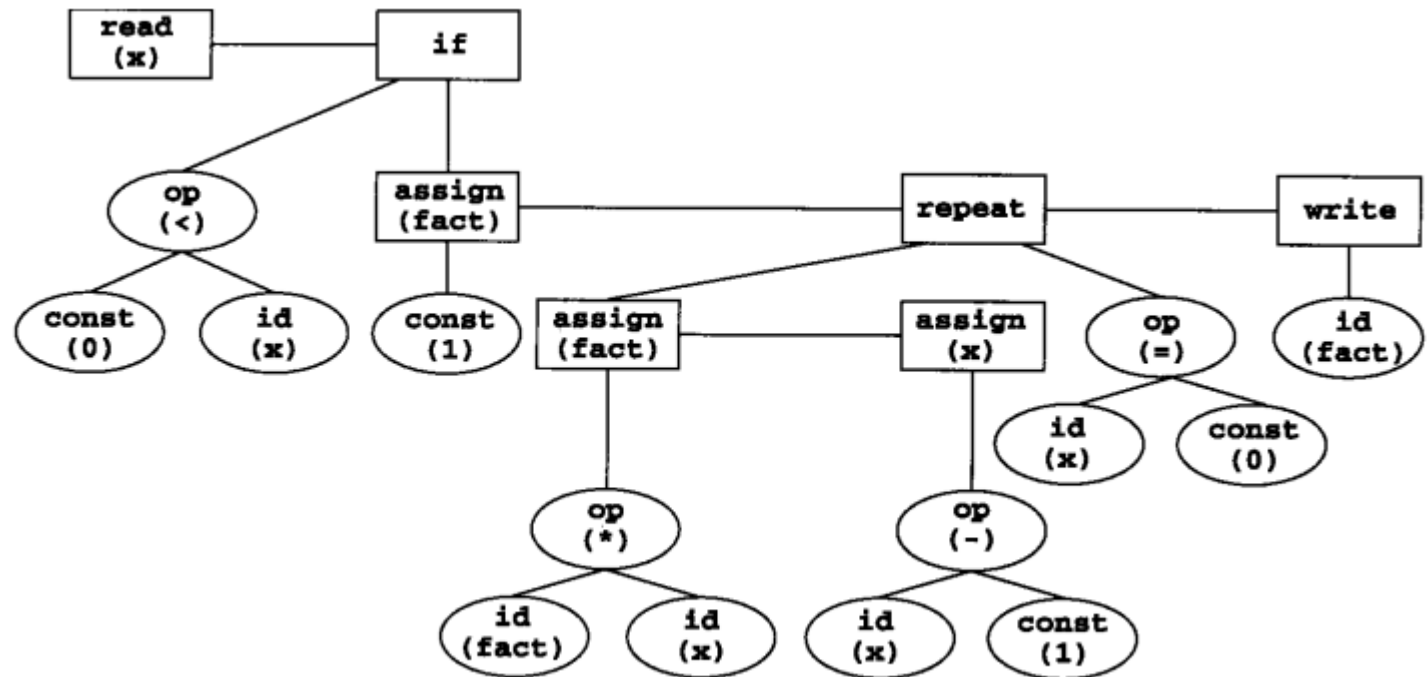 read
(x)
if
op
(<)
assign
(fact)
repeat
write
const
(0)
id
(x)
const
(1)
assign
(fact)
assign
(x)
op
(=)
id
(fact)
id
(x)
const
(0)
op
(*)
op
(-)
id
(fact)
id
(x)
id
(x)
const
(1)